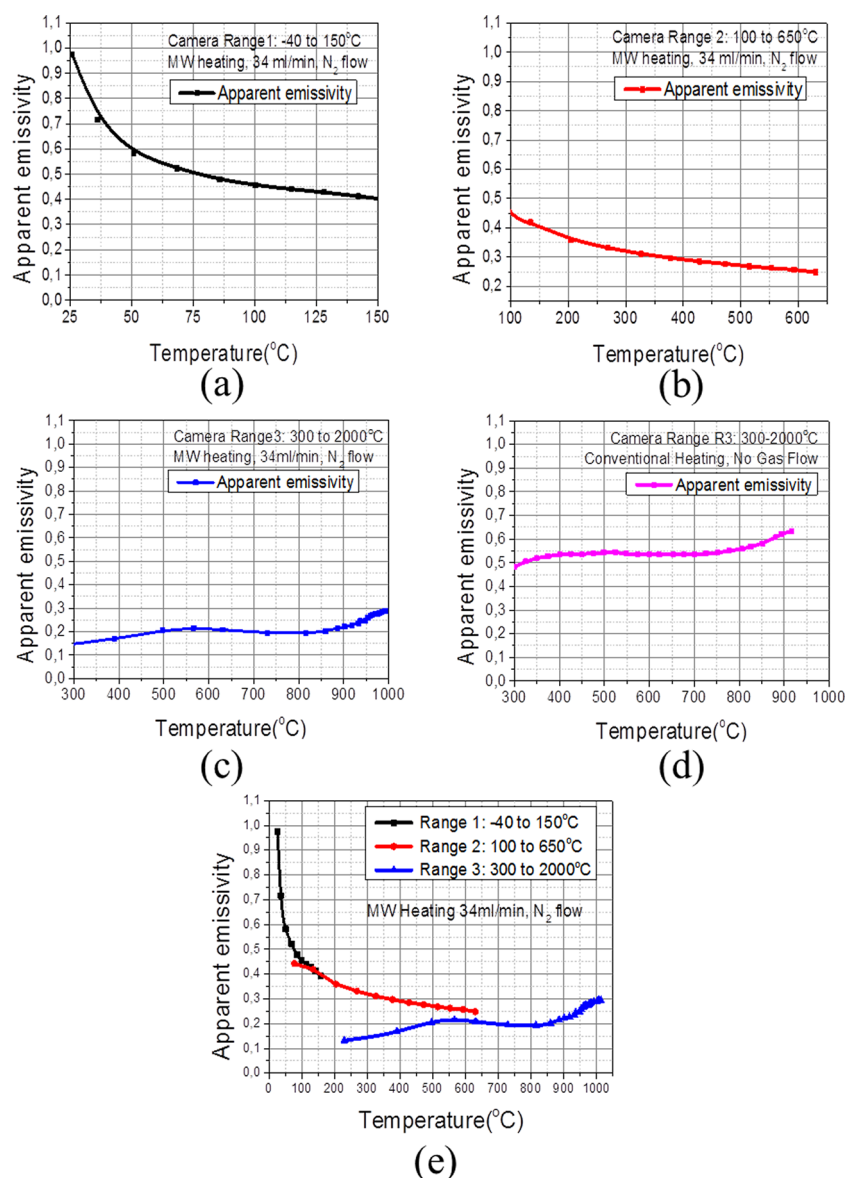 Camera Range1: -40 to 150°C
MW heating, 34 ml/min, N2 flow
Apparent emissivity
Apparent emissivity
1,1
1,0
0,9
0,8
0,7
0,6
0,5
0,4
0,3
0,2
0,1
0,0
25 50 75 100 125 150
Temperature(°C)
(a)
Camera Range 2: 100 to 650°C
MW heating, 34 ml/min, N2 flow
Apparent emissivity
Apparent emissivity
1,1
1,0
0,9
0,8
0,7
0,6
0,5
0,4
0,3
0,2
100 200 300 400 500 600
Temperature(°C)
(b)
Camera Range3: 300 to 2000°C
MW heating, 34ml/min, N2 flow
Apparent emissivity
Apparent emissivity
1,1
1,0
0,9
0,8
0,7
0,6
0,5
0,4
0,3
0,2
0,1
0,0
300 400 500 600 700 800 900 1000
Temperature(°C)
(c)
Camera Range R3: 300-2000°C
Conventional Heating, No Gas Flow
Apparent emissivity
Apparent emissivity
1,1
1,0
0,9
0,8
0,7
0,6
0,5
0,4
0,3
0,2
0,1
0,0
300 400 500 600 700 800 900 1000
Temperature(°C)
(d)
Range 1: -40 to 150°C
Range 2: 100 to 650°C
Range 3: 300 to 2000°C
MW Heating 34ml/min, N2 flow
Apparent emissivity
1,1
1,0
0,9
0,8
0,7
0,6
0,5
0,4
0,3
0,2
0,1
0,0
0 100 200 300 400 500 600 700 800 900 1000
Temperature(°C)
(e)